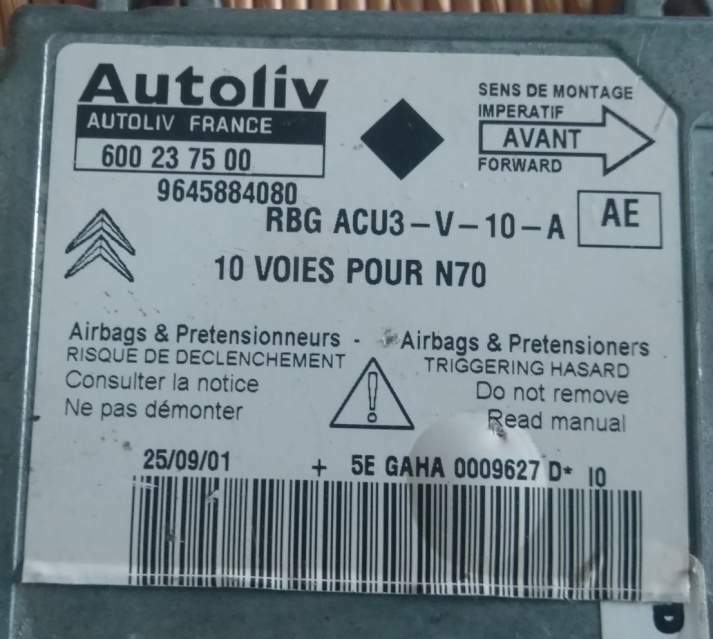 Autoliv
AUTOLIV FRANCE
600 23 75 00
9645884080
SENS DE MONTAGE
IMPERATIF
AVANT
FORWARD
RBG ACU3-V-10-A
AE
10 VOIES POUR N70
Airbags & Pretensionneurs -
RISQUE DE DECLENCHEMENT
Consulter la notice
Ne pas démonter
Airbags & Pretensioners
TRIGGERING HASARD
Do not remove
Read manual
25/09/01 + 5E GAHA 0009627 D* IO